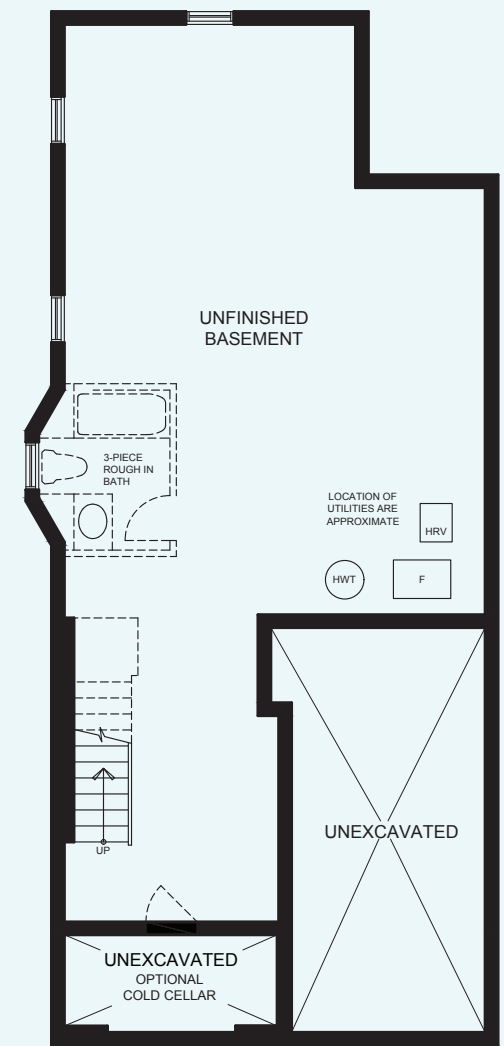 UNFINISHED
BASEMENT
3-PIECE
ROUGH IN
BATH
LOCATION OF
UTILITIES ARE
APPROXIMATE
HRV
HWT
F
UNEXCAVATED
UP
UNEXCAVATED
OPTIONAL
COLD CELLAR